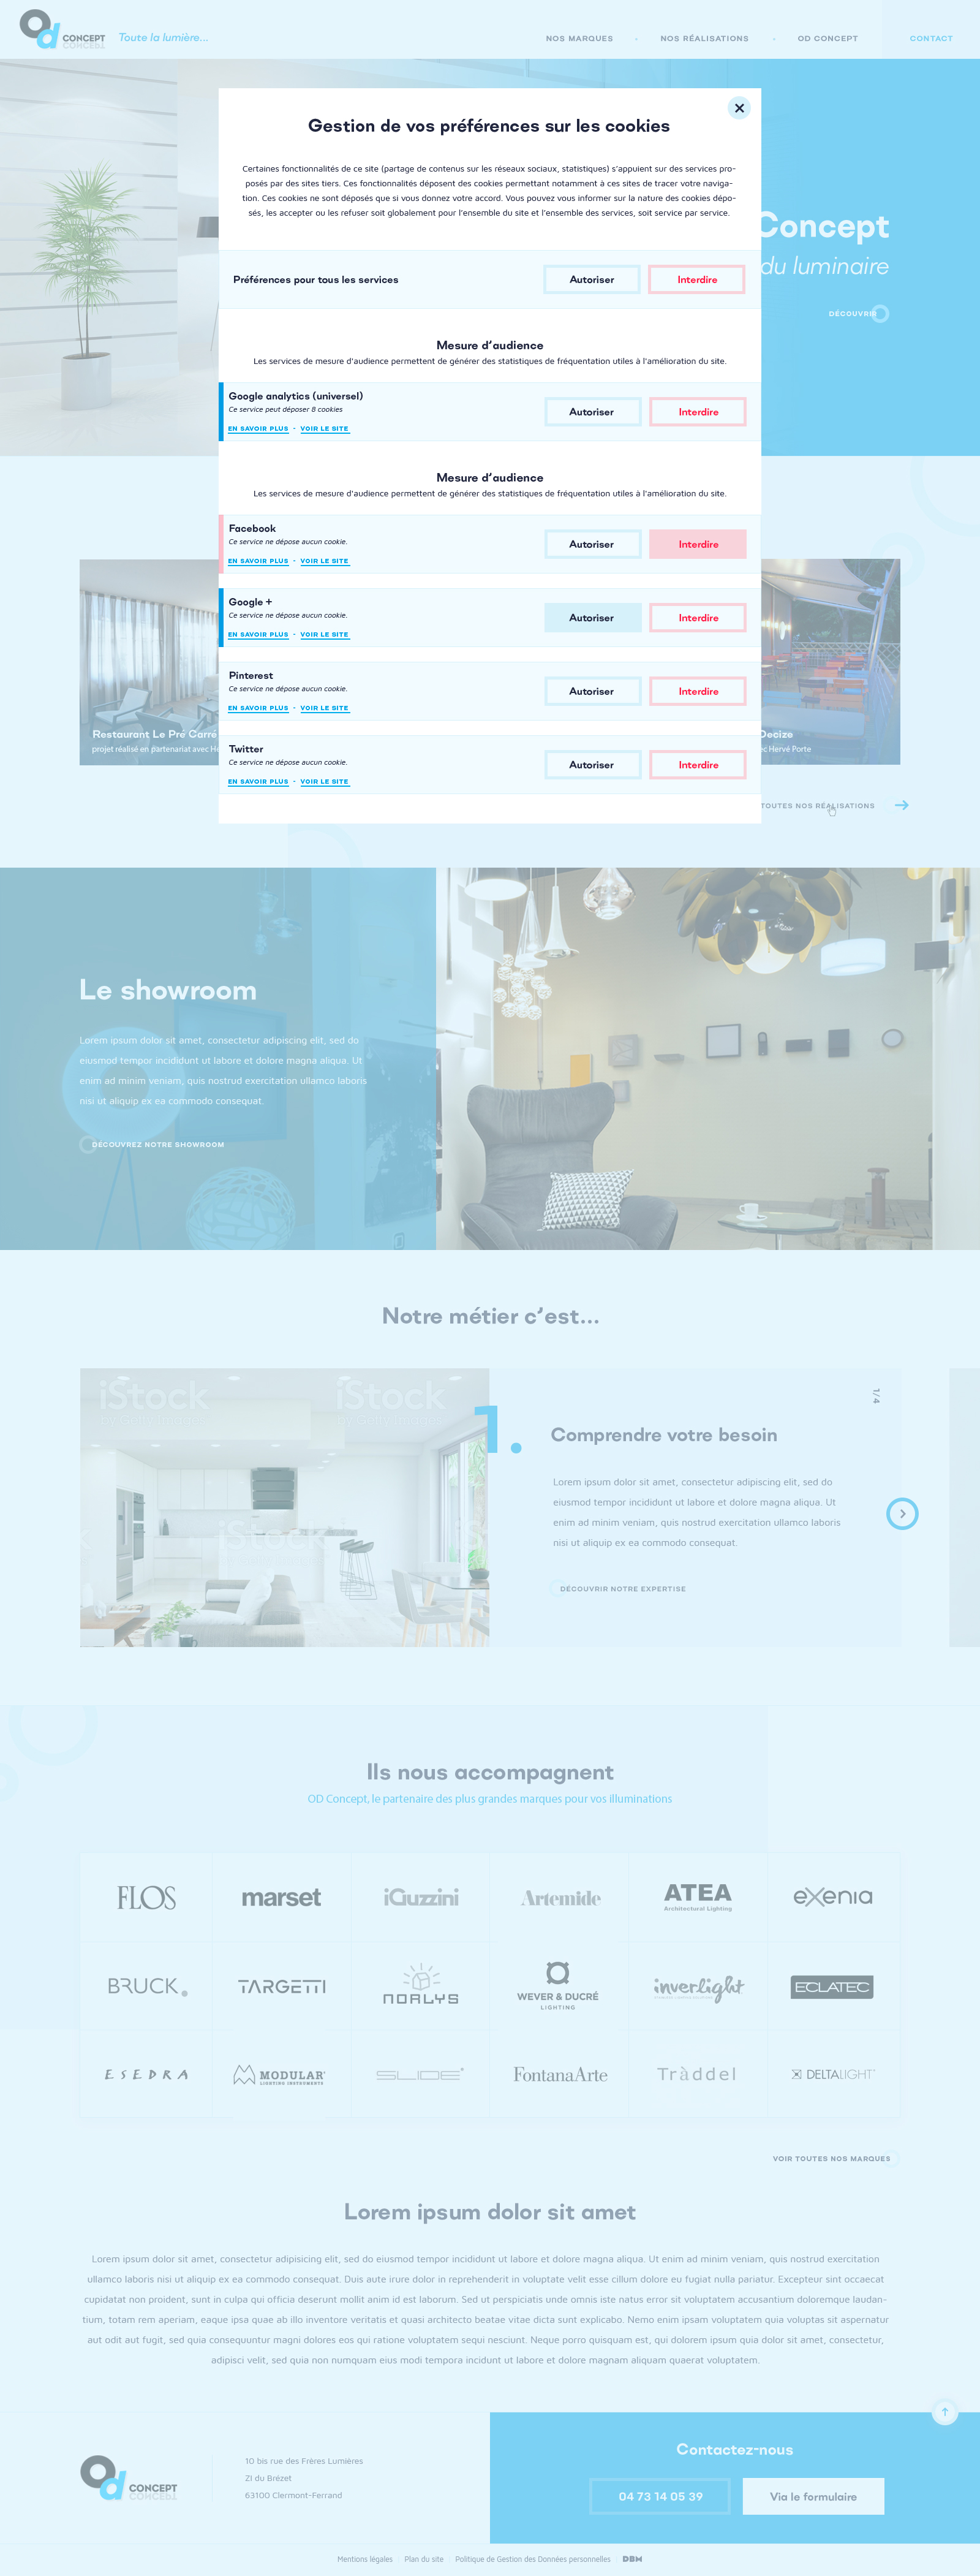 Od CONCEPT
Toute la lumière...
NOS MARQUES - NOS RÉALISATIONS - OD CONCEPT
CONTACT
Gestion de vos préférences sur les cookies
Certaines fonctionnalités de ce site (partage de contenus sur les réseaux sociaux, statistiques) s'appuient sur des services pro-
posés par des sites tiers. Ces fonctionnalités déposent des cookies permettant notamment à ces sites de tracer votre naviga-
tion. Ces cookies ne sont déposés que si vous donnez votre accord. Vous pouvez vous informer sur la nature des cookies dépo-
sés, les accepter ou les refuser soit globalement pour l'ensemble du site et l'ensemble des services, soit service par service.
Concept
du luminaire
DÉCOUVRIR
Préférences pour tous les services
Autoriser
Interdire
Mesure d'audience
Les services de mesure d'audience permettent de générer des statistiques de fréquentation utiles à l'amélioration du site.
Google analytics (universel)
Ce service peut déposer 8 cookies
EN SAVOIR PLUS - VOIR LE SITE
Autoriser
Interdire
Mesure d'audience
Les services de mesure d'audience permettent de générer des statistiques de fréquentation utiles à l'amélioration du site.
Facebook
Ce service ne dépose aucun cookie.
EN SAVOIR PLUS - VOIR LE SITE
Autoriser
Interdire
Google +
Ce service ne dépose aucun cookie.
EN SAVOIR PLUS - VOIR LE SITE
Autoriser
Interdire
Pinterest
Ce service ne dépose aucun cookie.
EN SAVOIR PLUS - VOIR LE SITE
Autoriser
Interdire
Twitter
Ce service ne dépose aucun cookie.
EN SAVOIR PLUS - VOIR LE SITE
Autoriser
Interdire
Restaurant Le Pré Carré
projet réalisé en partenariat avec
Decize
Hervé Porte
TOUTES NOS RÉALISATIONS
Le showroom
Lorem ipsum dolor sit amet, consectetur adipiscing elit, sed do
eiusmod tempor incididunt ut labore et dolore magna aliqua. Ut
enim ad minim veniam, quis nostrud exercitation ullamco laboris
nisi ut aliquip ex ea commodo consequat.
DÉCOUVREZ NOTRE SHOWROOM
Notre métier c'est...
iStock
by Getty Images
iStock
by Getty Images
iStock
1.
1/4
Comprendre votre besoin
Lorem ipsum dolor sit amet, consectetur adipiscing elit, sed do
eiusmod tempor incididunt ut labore et dolore magna aliqua. Ut
enim ad minim veniam, quis nostrud exercitation ullamco laboris
nisi ut aliquip ex ea commodo consequat.
DÉCOUVRIR NOTRE EXPERTISE
Ils nous accompagnent
OD Concept, le partenaire des plus grandes marques pour vos illuminations
FLOS
marset
iGuzzini
Artemide
ATEA
Architectural Lighting
exenia
BRUCK
TARGETTI
NORLYS
WEVER & DUCRÉ
LIGHTING
inverlight
ECLATEC
ESEDRA
MODULAR
LIGHTING INSTRUMENTS
SLIDE
FontanaArte
Tràddel
DELTALIGHT
VOIR TOUTES NOS MARQUES
Lorem ipsum dolor sit amet
Lorem ipsum dolor sit amet, consectetur adipisicing elit, sed do eiusmod tempor incididunt ut labore et dolore magna aliqua. Ut enim ad minim veniam, quis nostrud exercitation
ullamco laboris nisi ut aliquip ex ea commodo consequat. Duis aute irure dolor in reprehenderit in voluptate velit esse cillum dolore eu fugiat nulla pariatur. Excepteur sint occaecat
cupidatat non proident, sunt in culpa qui officia deserunt mollit anim id est laborum. Sed ut perspiciatis unde omnis iste natus error sit voluptatem accusantium doloremque laudan-
tium, totam rem aperiam, eaque ipsa quae ab illo inventore veritatis et quasi architecto beatae vitae dicta sunt explicabo. Nemo enim ipsam voluptatem quia voluptas sit aspernatur
aut odit aut fugit, sed quia consequuntur magni dolores eos qui ratione voluptatem sequi nesciunt. Neque porro quisquam est, qui dolorem ipsum quia dolor sit amet, consectetur,
adipisci velit, sed quia non numquam eius modi tempora incidunt ut labore et dolore magnam aliquam quaerat voluptatem.
Od CONCEPT
10 bis rue des Frères Lumières
ZI du Brézet
63100 Clermont-Ferrand
Contactez-nous
04 73 14 05 39
Via le formulaire
Mentions légales
Plan du site
Politique de Gestion des Données personnelles